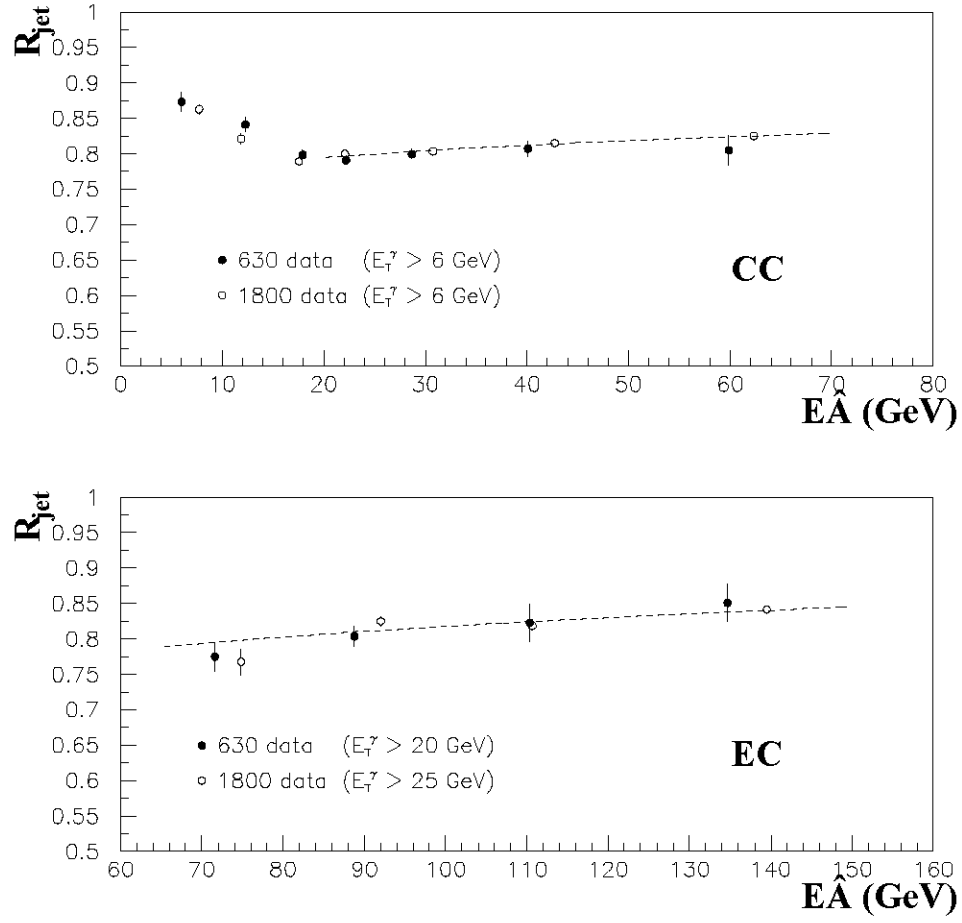 R_jet
1
0.95
0.9
0.85
0.8
0.75
0.7
0.65
0.6
0.55
0.5
● 630 data (E_T^γ > 6 GeV)
○ 1800 data (E_T^γ > 6 GeV)
CC
0 10 20 30 40 50 60 70 80
EÂ (GeV)
R_jet
1
0.95
0.9
0.85
0.8
0.75
0.7
0.65
0.6
0.55
0.5
● 630 data (E_T^γ > 20 GeV)
○ 1800 data (E_T^γ > 25 GeV)
EC
60 70 80 90 100 110 120 130 140 150 160
EÂ (GeV)